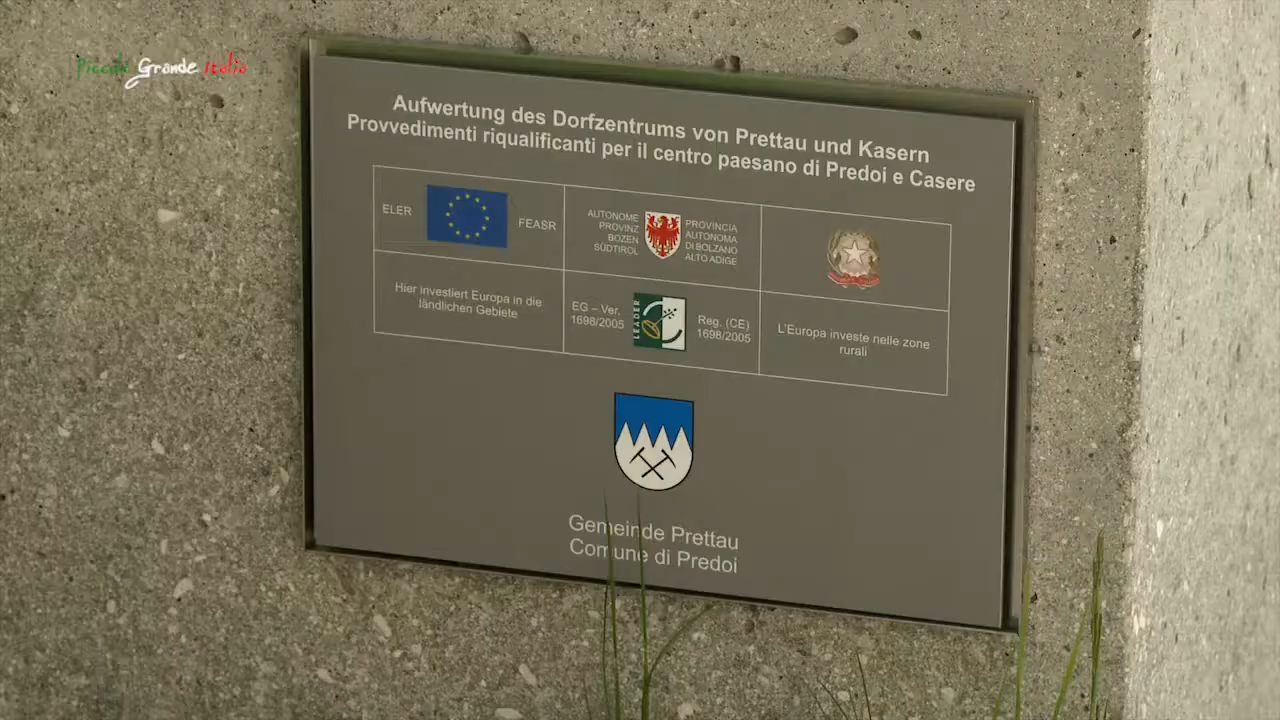 Piccola Grande Italia
Aufwertung des Dorfzentrums von Prettau und Kasern
Provvedimenti riqualificanti per il centro paesano di Predoi e Casere
ELER
FEASR
AUTONOME
PROVINZ
BOZEN
SÜDTIROL
PROVINCIA
AUTONOMA
DI BOLZANO
ALTO ADIGE
Hier investiert Europa in die
ländlichen Gebiete
EG – Ver,
1698/2005
LEADER
Reg. (CE)
1698/2005
L'Europa investe nelle zone
rurali
Gemeinde Prettau
Comune di Predoi